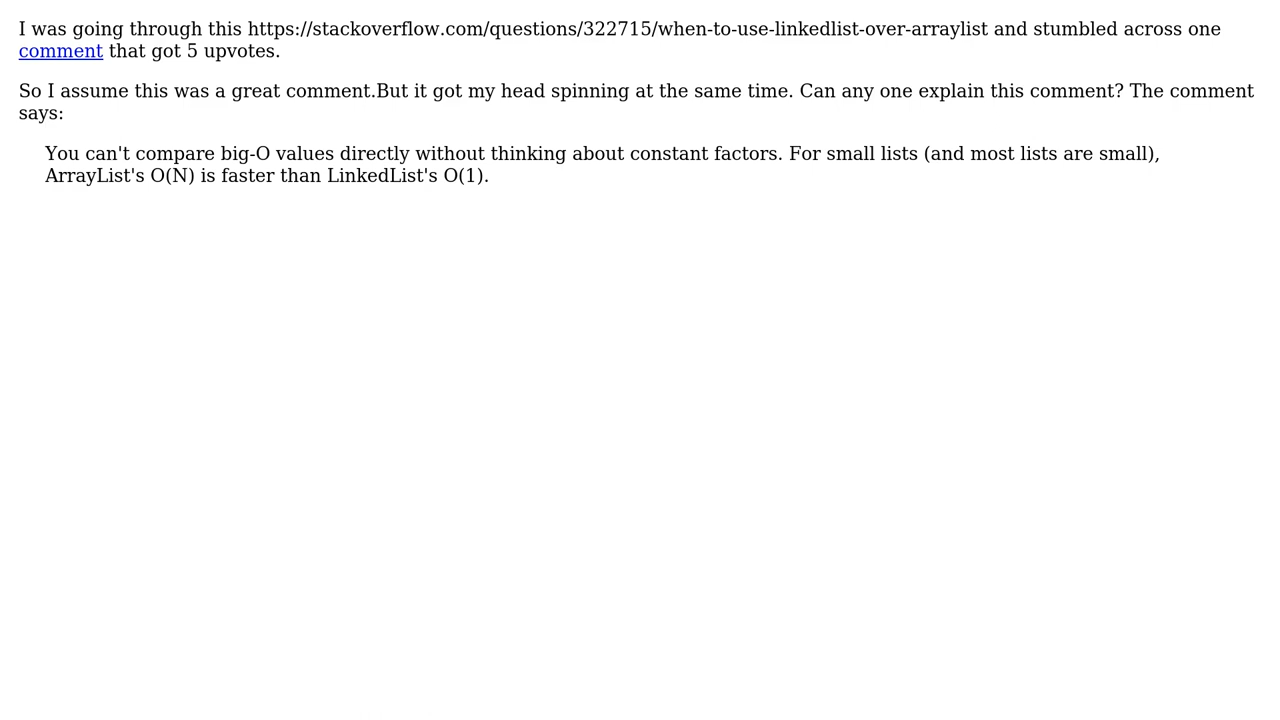 I was going through this https://stackoverflow.com/questions/322715/when-to-use-linkedlist-over-arraylist and stumbled across one
comment that got 5 upvotes.
So I assume this was a great comment.But it got my head spinning at the same time. Can any one explain this comment? The comment
says:
You can't compare big-O values directly without thinking about constant factors. For small lists (and most lists are small),
ArrayList's O(N) is faster than LinkedList's O(1).